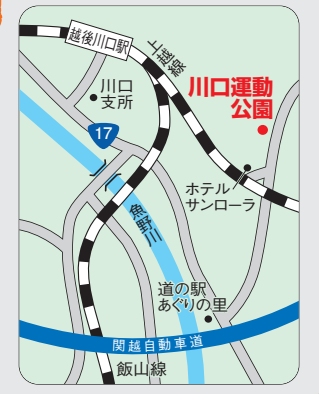 越後川口駅
上越線
川口
支所
川口運動
公園
17
ホテル
サンローラ
魚野川
道の駅
あぐりの里
関越自動車道
飯山線